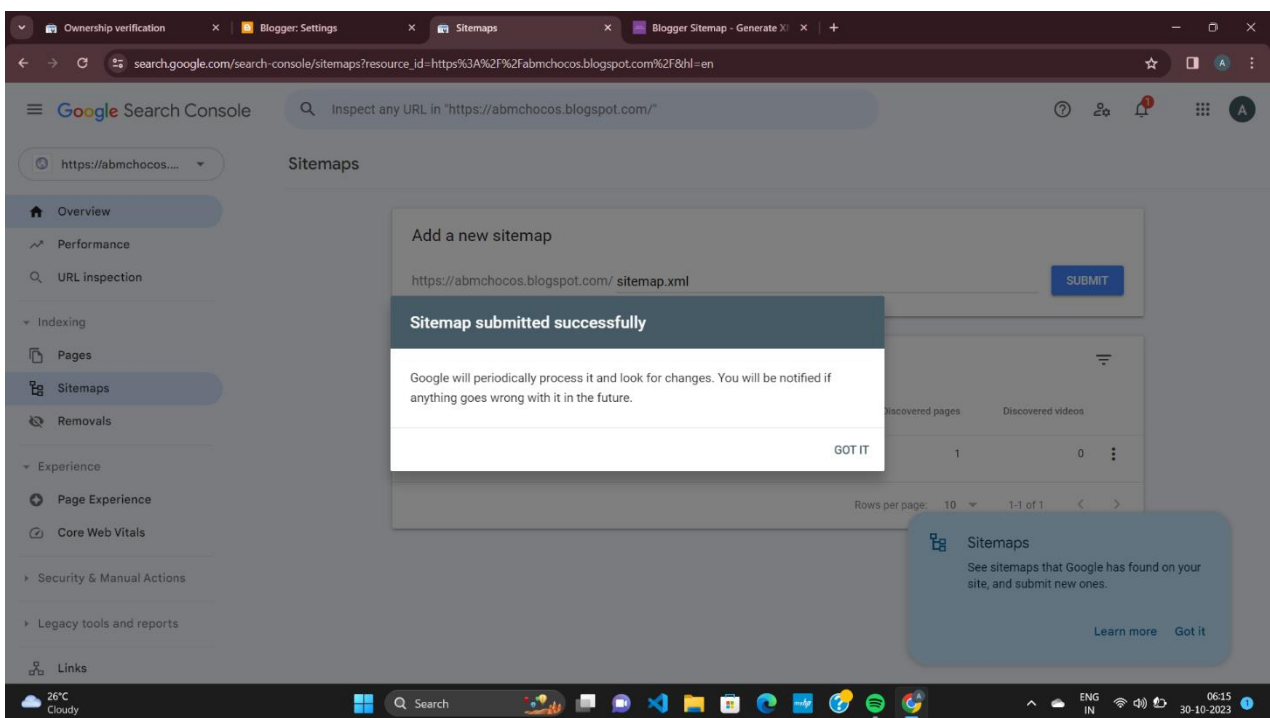 Ownership verification
Blogger: Settings
Sitemaps
Blogger Sitemap - Generate X
search.google.com/search-console/sitemaps?resource_id=https%3A%2F%2Fabmchocos.blogspot.com%2F&hl=en
A
Google Search Console
Inspect any URL in "https://abmchocos.blogspot.com/"
1
A
https://abmchocos....
Sitemaps
Overview
Performance
URL inspection
Indexing
Pages
Sitemaps
Removals
Experience
Page Experience
Core Web Vitals
Security & Manual Actions
Legacy tools and reports
Links
Add a new sitemap
https://abmchocos.blogspot.com/ sitemap.xml
SUBMIT
Sitemap submitted successfully
Google will periodically process it and look for changes. You will be notified if
anything goes wrong with it in the future.
GOT IT
Discovered pages Discovered videos
1 0
Rows per page: 10 1-1 of 1
Sitemaps
See sitemaps that Google has found on your
site, and submit new ones.
Learn more Got it
26°C
Cloudy
Search
ENG
IN
06:15
30-10-2023
1